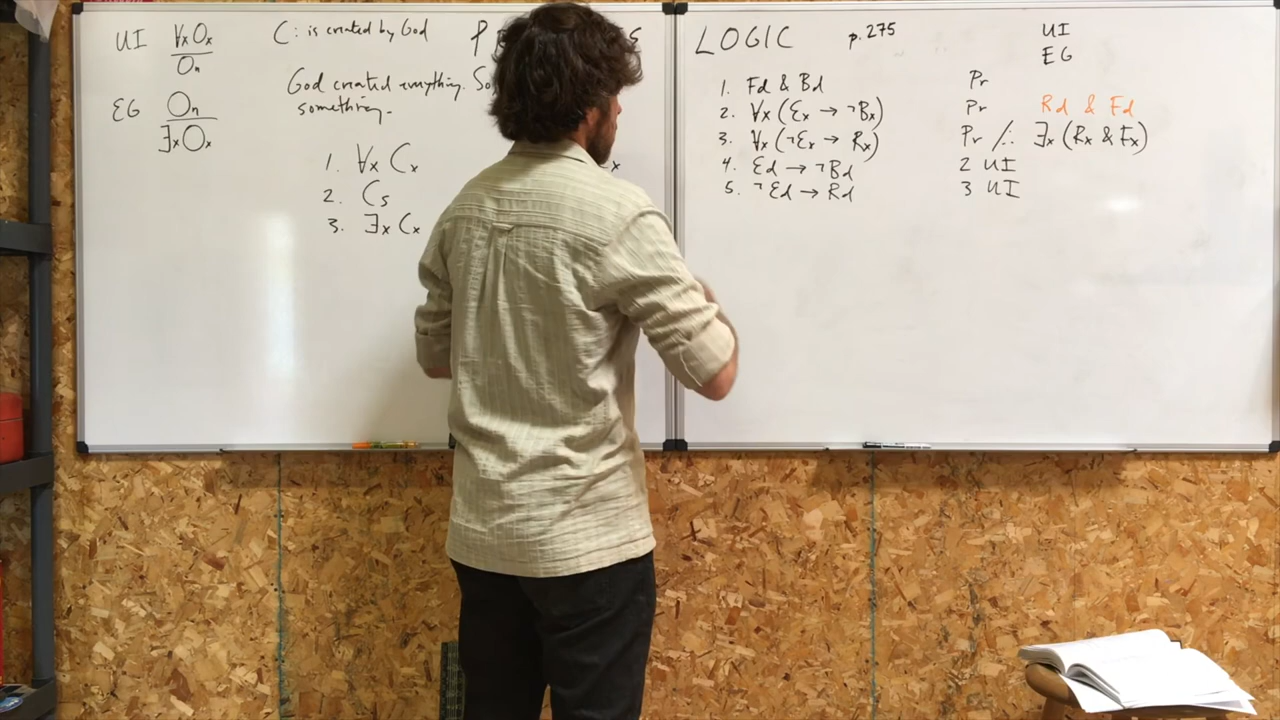 UI ∀x Ox
On
EG On
∃x Ox
C: is created by God
God created everything. So
something.
1. ∀x Cx
2. Cs
3. ∃x Cx
LOGIC p. 275
UI
EG
1. Fd & Bd Pr
2. ∀x (Ex → ¬Bx) Pr Rd & Fd
3. ∀x (¬Ex → Rx) Pr /∴ ∃x (Rx & Fx)
4. Ed → ¬Bd 2 UI
5. ¬Ed → Rd 3 UI